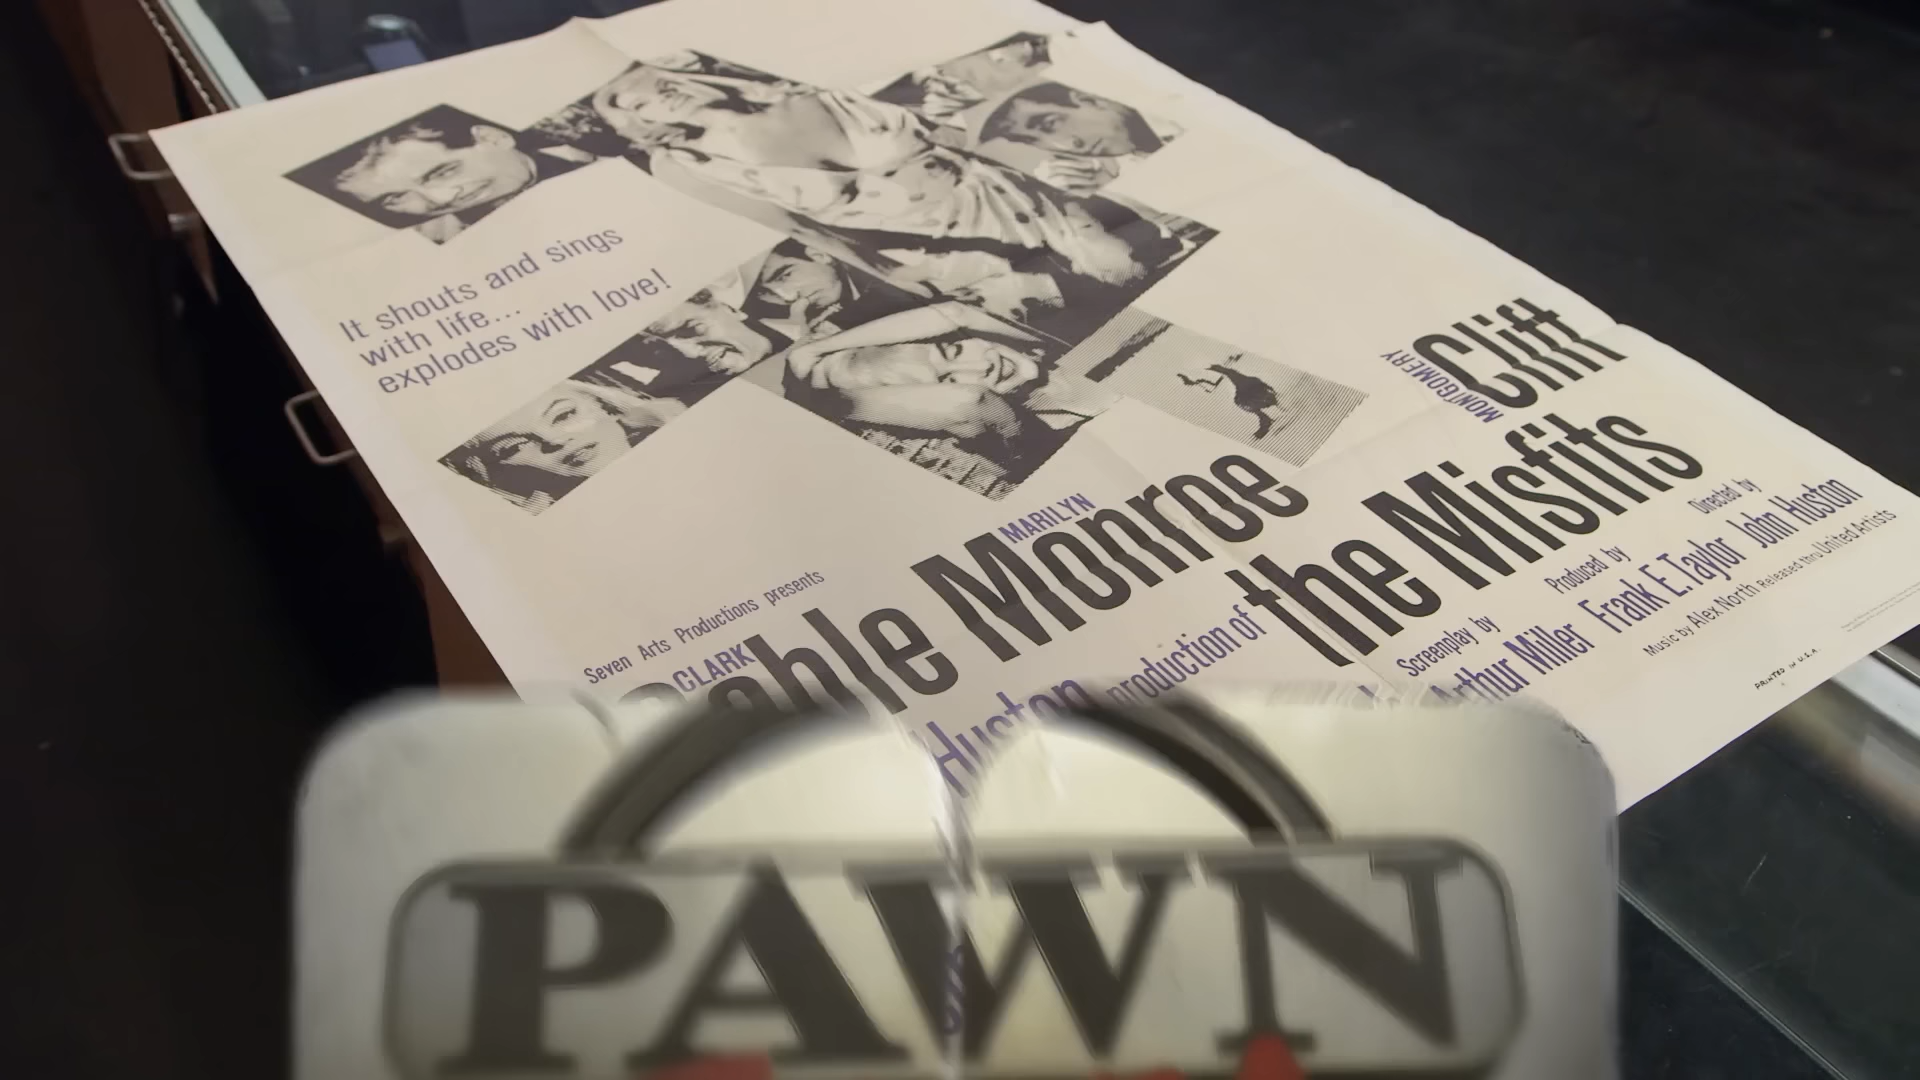 It shouts and sings
with life...
explodes with love!
Seven Arts Productions presents
CLARK
MARILYN Monroe
MONTGOMERY Clift
Huston production of
the Misfits
Screenplay by
Arthur Miller
Produced by
Frank E. Taylor
Directed by
John Huston
Music by Alex North Released thru United Artists
PRINTED IN U.S.A.
PAWN